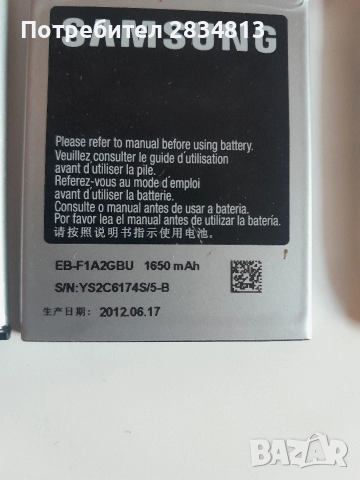 Потребител 2834813
SAMSUNG
Please refer to manual before using battery.
Veuillez consulter le guide d'utilisation
avant d'utiliser la pile.
Referez-vous au mode d'emploi
avant d'utiliser la batterie.
Consulte o manual antes de usar a bateria.
Por favor lea el manual antes de utilizar la batería.
请按照说明书指示使用电池。
EB-F1A2GBU 1650 mAh
S/N:YS2C6174S/5-B
生产日期: 2012.06.17
BAZAR